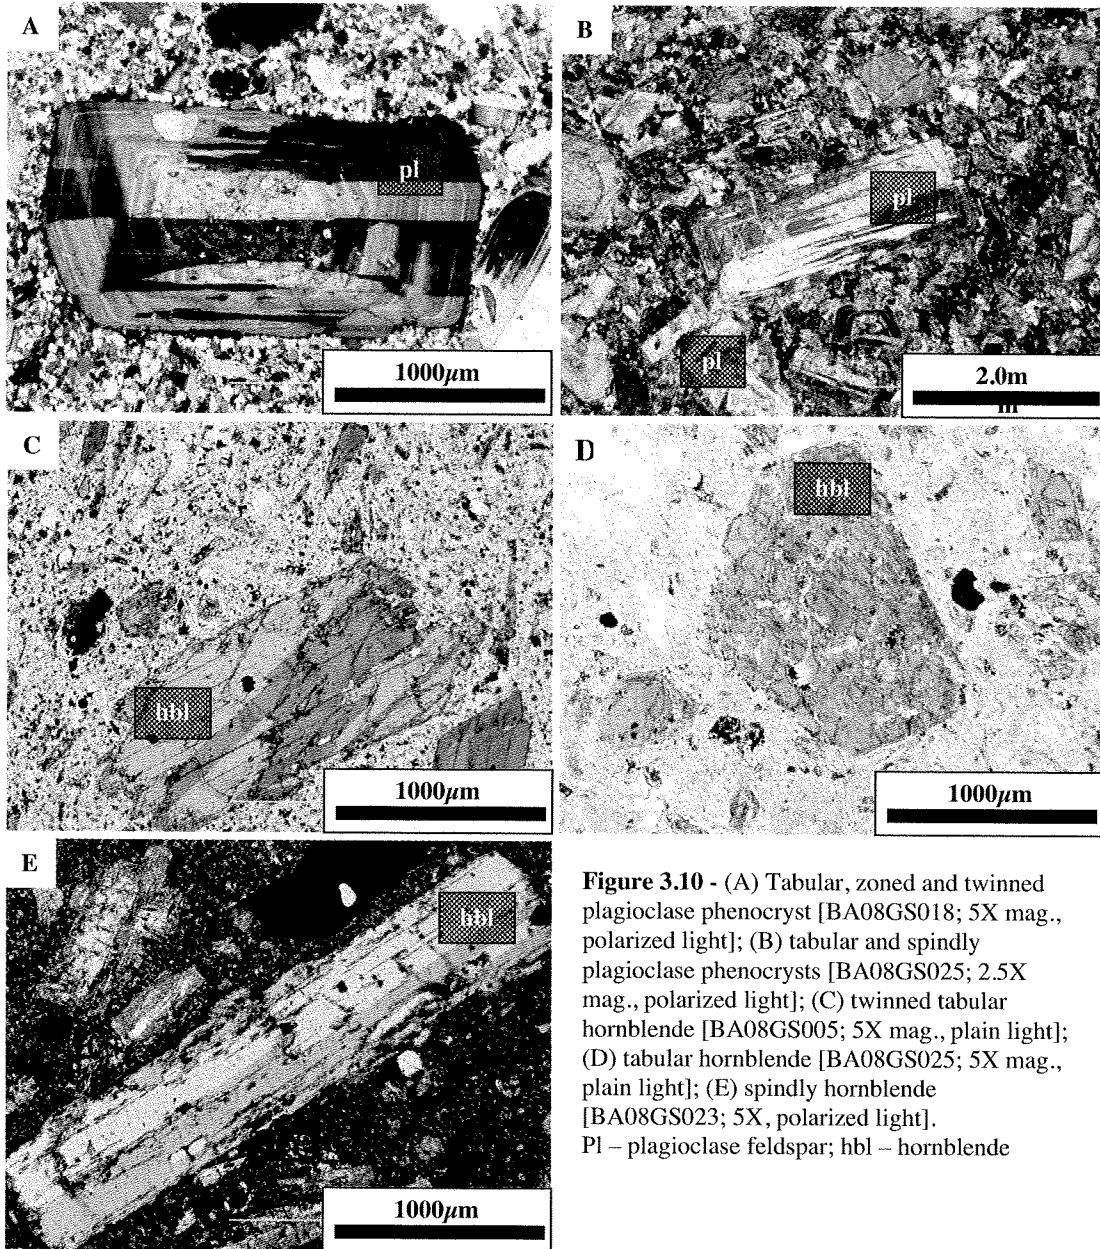 A
pl
1000μm
B
pl
pl
2.0m
m
C
hbl
1000μm
D
hbl
1000μm
E
hbl
1000μm
Figure 3.10 - (A) Tabular, zoned and twinned
plagioclase phenocryst [BA08GS018; 5X mag.,
polarized light]; (B) tabular and spindly
plagioclase phenocrysts [BA08GS025; 2.5X
mag., polarized light]; (C) twinned tabular
hornblende [BA08GS005; 5X mag., plain light];
(D) tabular hornblende [BA08GS025; 5X mag.,
plain light]; (E) spindly hornblende
[BA08GS023; 5X, polarized light].
Pl – plagioclase feldspar; hbl – hornblende